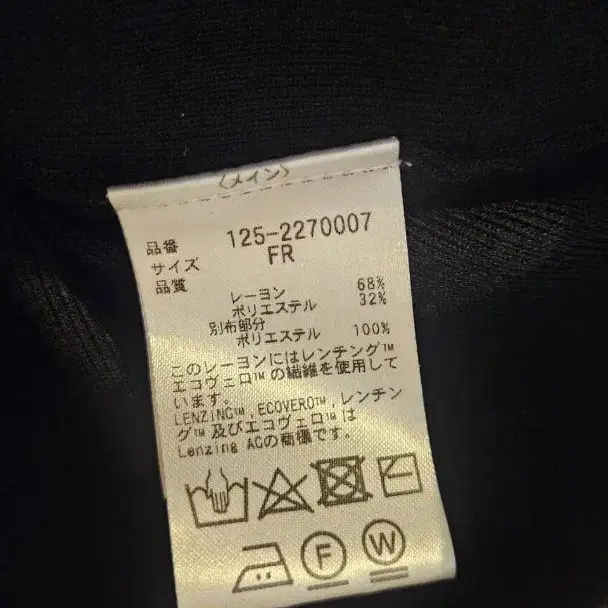 〈メイン〉
品番 125-2270007
サイズ FR
品質
レーヨン 68%
ポリエステル 32%
別布部分
ポリエステル 100%
このレーヨンにはレンチング™
エコヴェロ™の繊維を使用して
います。
LENZING™,ECOVERO™,レンチン
グ™及びエコヴェロ™は
Lenzing AGの商標です。
F
W